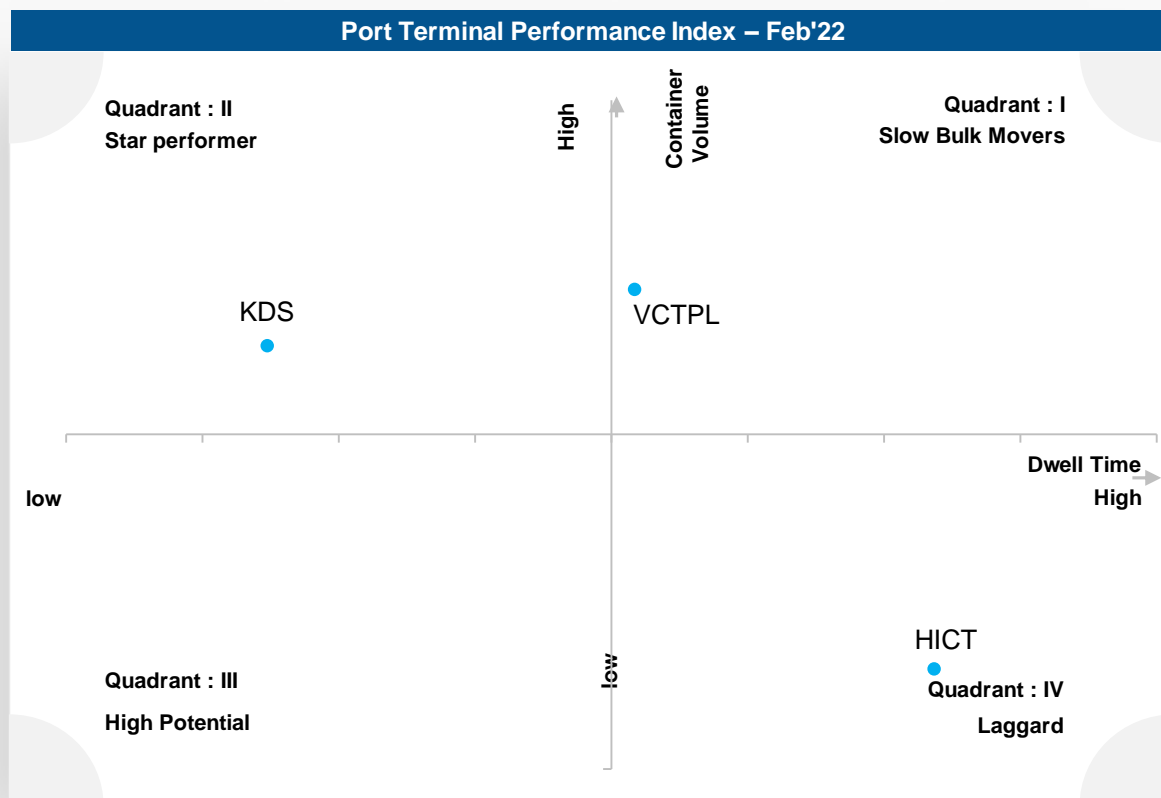 Port Terminal Performance Index – Feb'22
Quadrant : II
Star performer
High
Container
Volume
Quadrant : I
Slow Bulk Movers
KDS
VCTPL
Dwell Time
High
low
HICT
low
Quadrant : III
High Potential
Quadrant : IV
Laggard